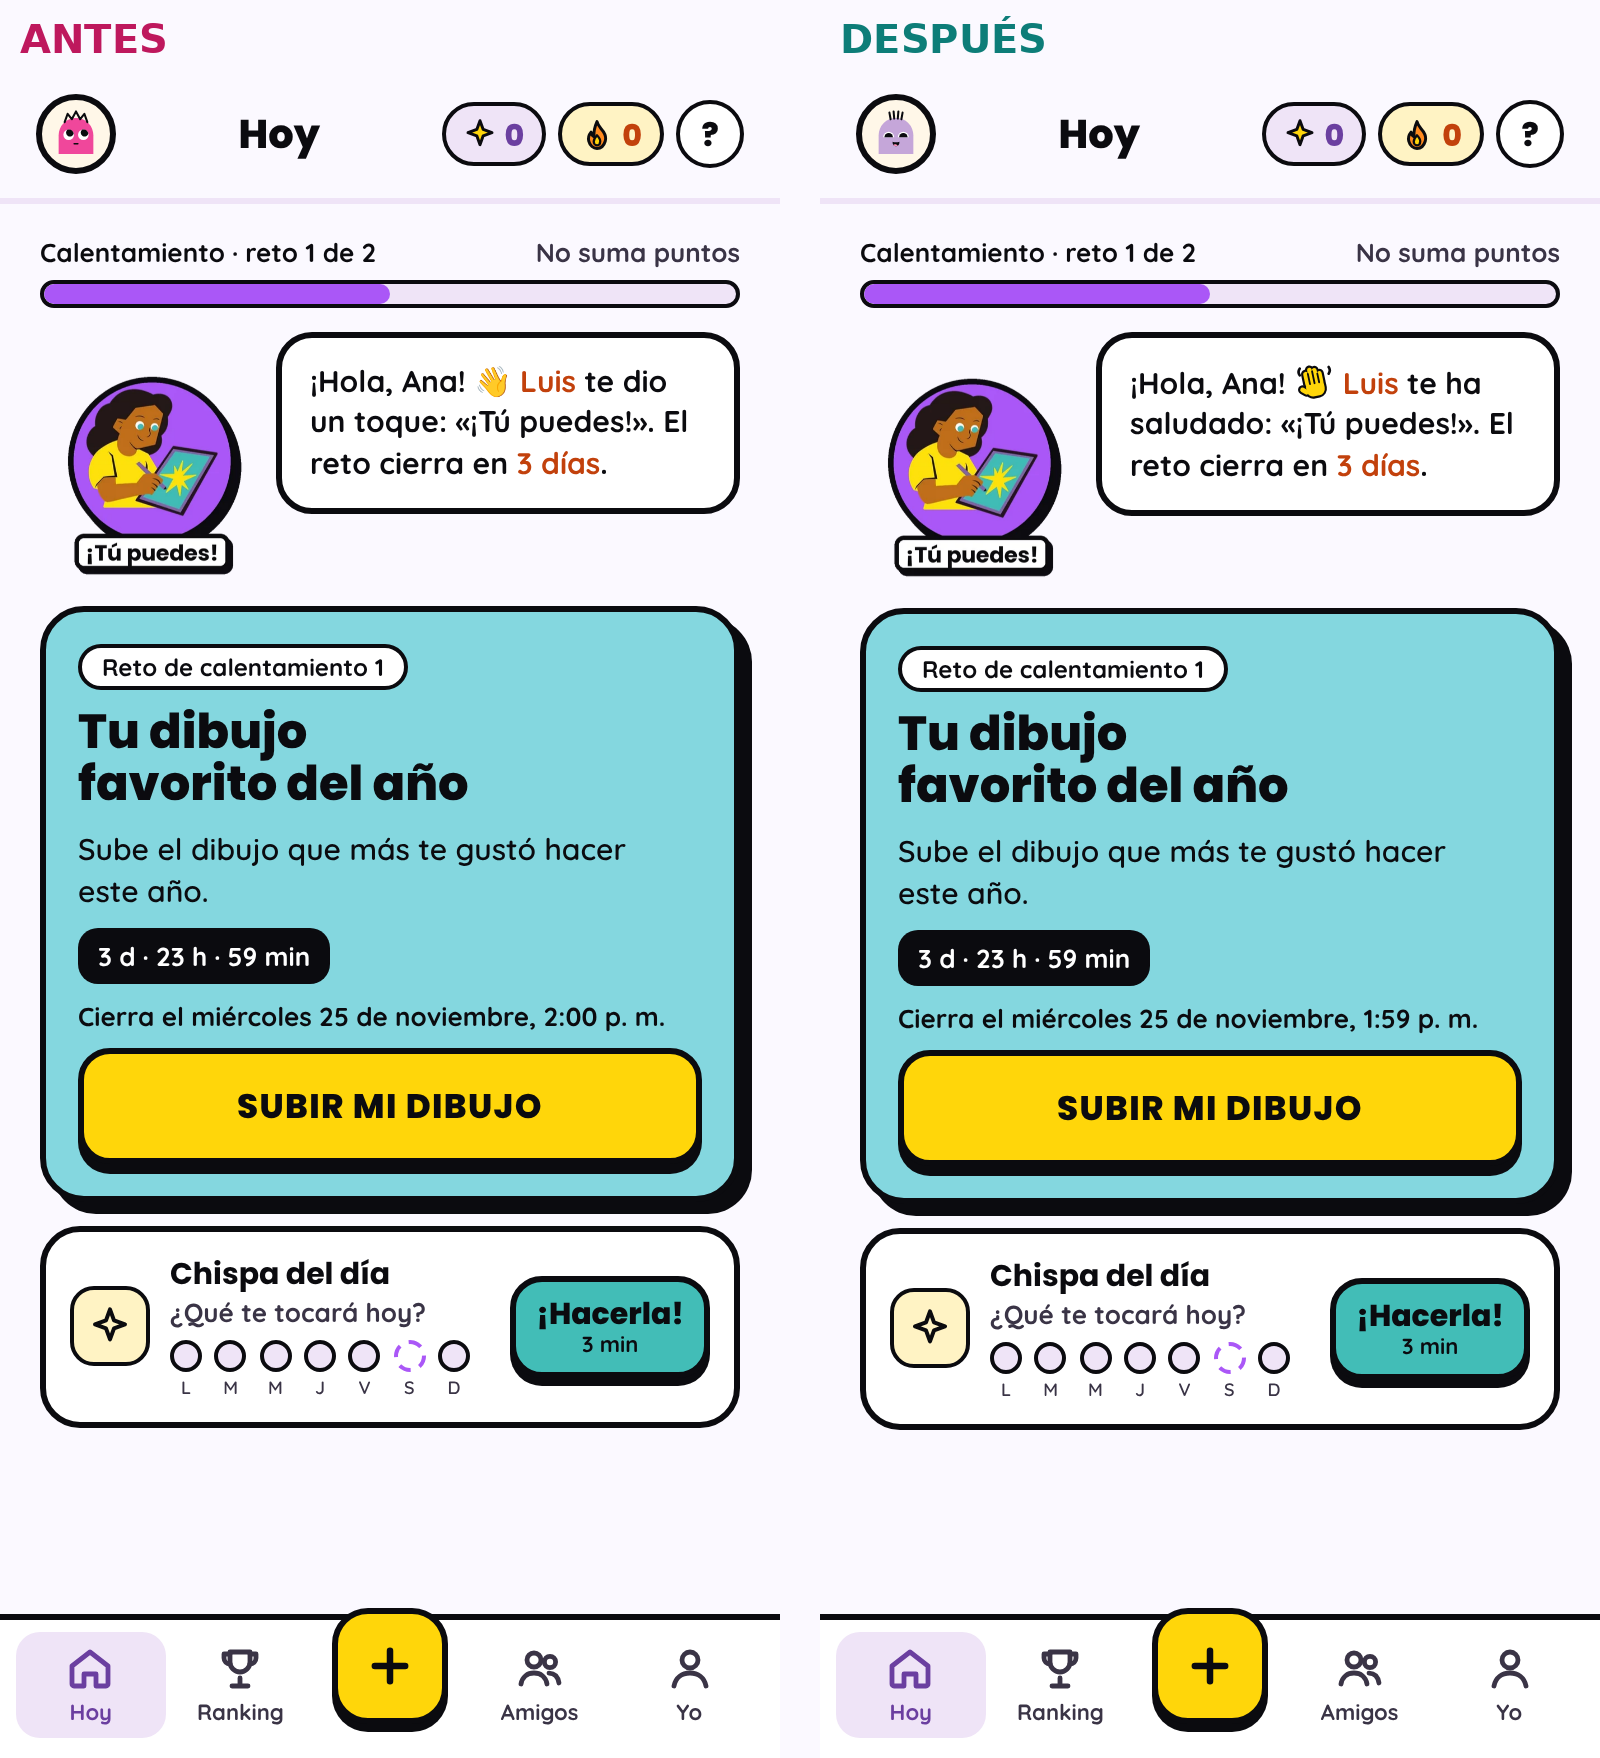 ANTES
Hoy
0
0
?
Calentamiento · reto 1 de 2
No suma puntos
¡Hola, Ana! 👋 Luis te dio
un toque: «¡Tú puedes!». El
reto cierra en 3 días.
¡Tú puedes!
Reto de calentamiento 1
Tu dibujo
favorito del año
Sube el dibujo que más te gustó hacer
este año.
3 d · 23 h · 59 min
Cierra el miércoles 25 de noviembre, 2:00 p. m.
SUBIR MI DIBUJO
Chispa del día
¿Qué te tocará hoy?
L M M J V S D
¡Hacerla!
3 min
Hoy
Ranking
+
Amigos
Yo
DESPUÉS
Hoy
0
0
?
Calentamiento · reto 1 de 2
No suma puntos
¡Hola, Ana! 👋 Luis te ha
saludado: «¡Tú puedes!». El
reto cierra en 3 días.
¡Tú puedes!
Reto de calentamiento 1
Tu dibujo
favorito del año
Sube el dibujo que más te gustó hacer
este año.
3 d · 23 h · 59 min
Cierra el miércoles 25 de noviembre, 1:59 p. m.
SUBIR MI DIBUJO
Chispa del día
¿Qué te tocará hoy?
L M M J V S D
¡Hacerla!
3 min
Hoy
Ranking
+
Amigos
Yo